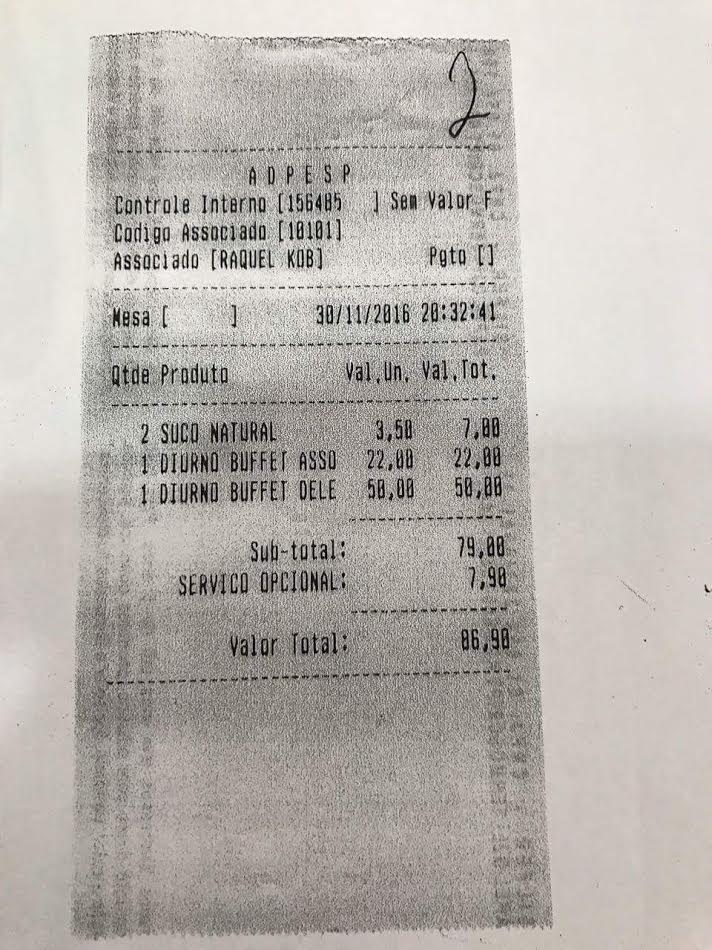 2
A D P E S P
Controle Interno [156485 ] Sem Valor F
Codigo Associado [10101]
Associado [RAQUEL KOB] Pgto []
Mesa [ ] 30/11/2016 20:32:41
Qtde Produto Val.Un. Val.Tot.
2 SUCO NATURAL 3,50 7,00
1 DIURNO BUFFET ASSO 22,00 22,00
1 DIURNO BUFFET DELE 50,00 50,00
Sub-total: 79,00
SERVICO OPCIONAL: 7,90
Valor Total: 86,90